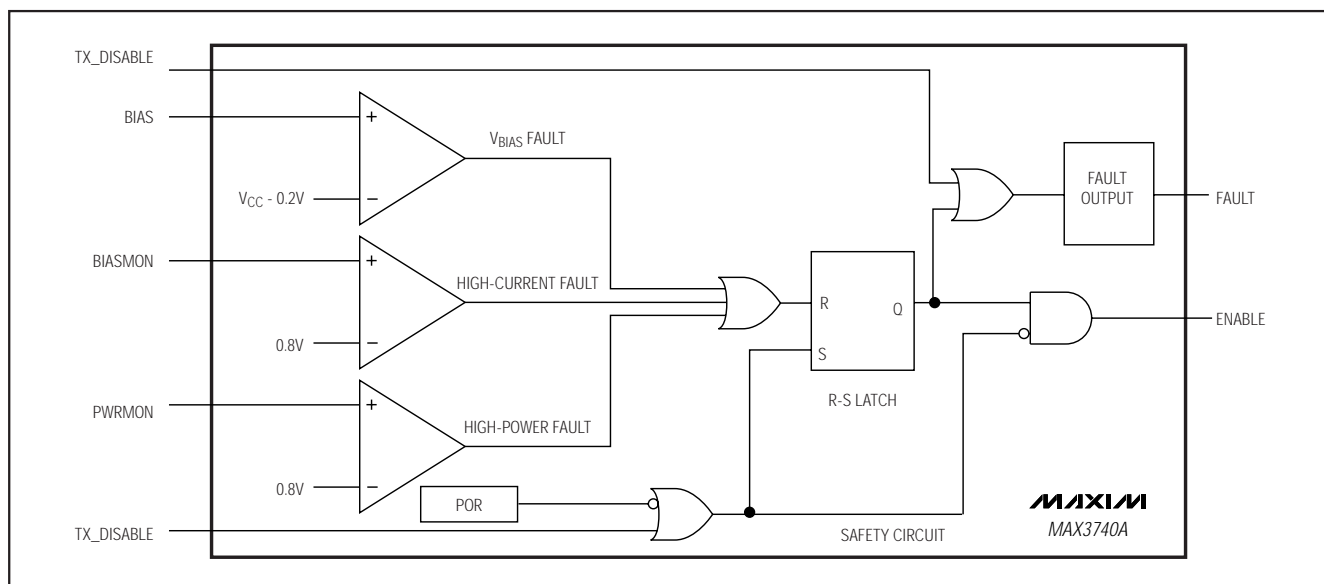 TX_DISABLE
BIAS
+
VBIAS FAULT
VCC - 0.2V
−
FAULT
OUTPUT
FAULT
BIASMON
+
HIGH-CURRENT FAULT
0.8V
−
R
Q
S
R-S LATCH
ENABLE
PWRMON
+
HIGH-POWER FAULT
0.8V
−
POR
TX_DISABLE
SAFETY CIRCUIT
MAXIM
MAX3740A